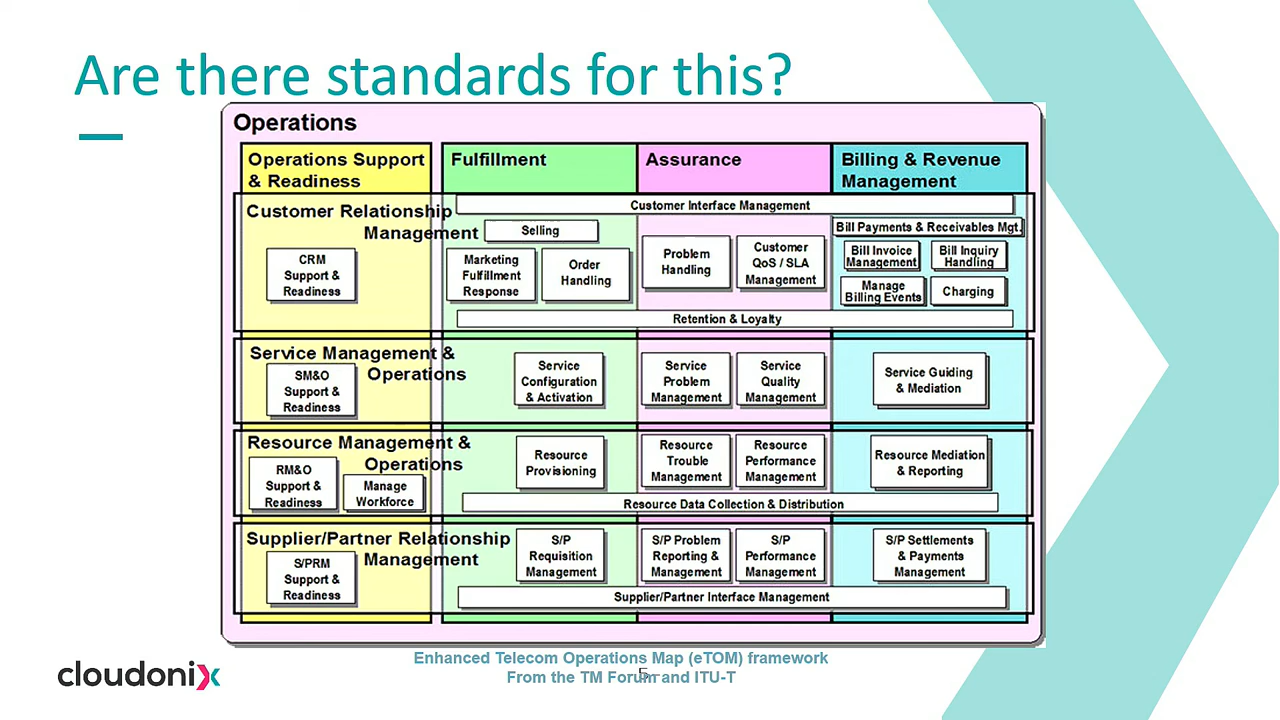 Are there standards for this?
Operations
Operations Support
& Readiness
Fulfillment
Assurance
Billing & Revenue
Management
Customer Relationship
Management
Customer Interface Management
Selling
Bill Payments & Receivables Mgt.
CRM
Support &
Readiness
Marketing
Fulfillment
Response
Order
Handling
Problem
Handling
Customer
QoS / SLA
Management
Bill Invoice
Management
Bill Inquiry
Handling
Manage
Billing Events
Charging
Retention & Loyalty
Service Management &
Operations
SM&O
Support &
Readiness
Service
Configuration
& Activation
Service
Problem
Management
Service
Quality
Management
Service Guiding
& Mediation
Resource Management &
Operations
RM&O
Support &
Readiness
Manage
Workforce
Resource
Provisioning
Resource
Trouble
Management
Resource
Performance
Management
Resource Mediation
& Reporting
Resource Data Collection & Distribution
Supplier/Partner Relationship
Management
S/PRM
Support &
Readiness
S/P
Requisition
Management
S/P Problem
Reporting &
Management
S/P
Performance
Management
S/P Settlements
& Payments
Management
Supplier/Partner Interface Management
Enhanced Telecom Operations Map (eTOM) framework
From the TM Forum and ITU-T
5
cloudonix